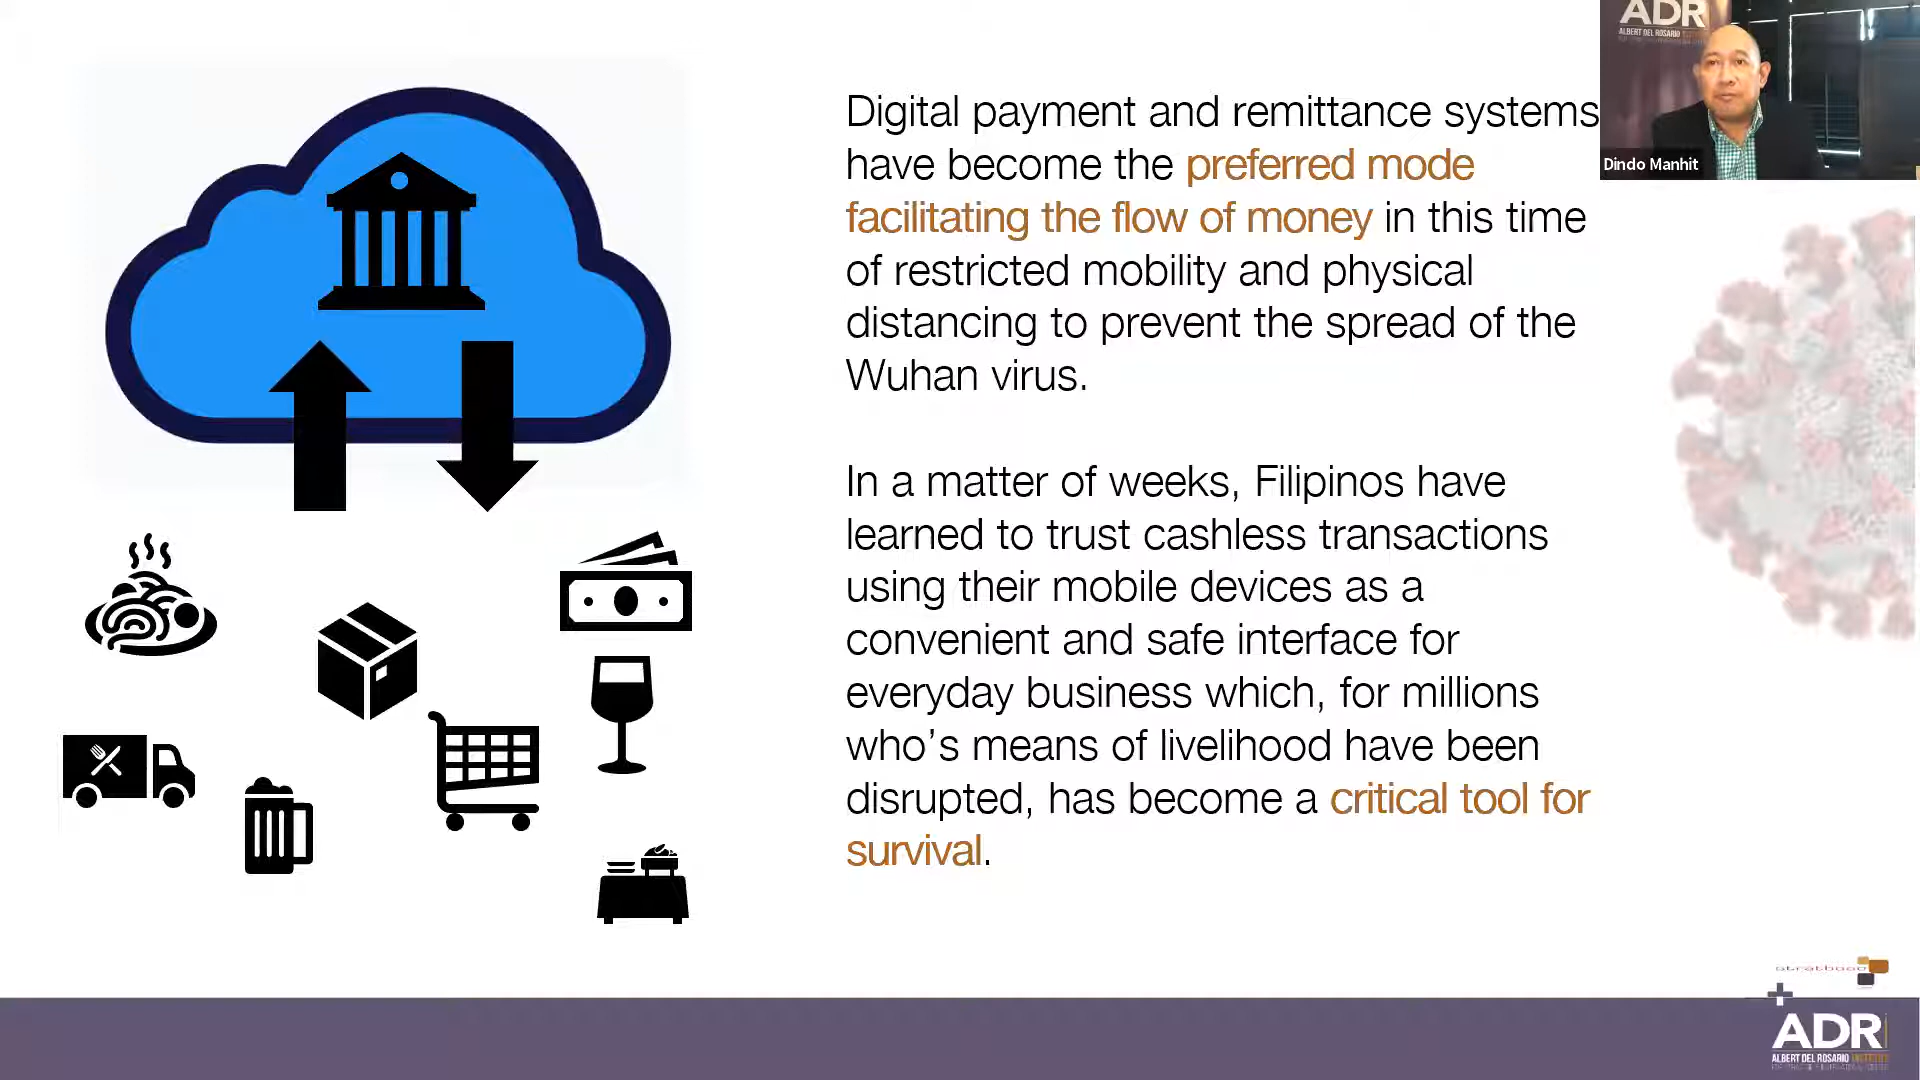 ADR
ALBERT DEL ROSARIO
Dindo Manhit
Digital payment and remittance systems
have become the preferred mode
facilitating the flow of money in this time
of restricted mobility and physical
distancing to prevent the spread of the
Wuhan virus.
In a matter of weeks, Filipinos have
learned to trust cashless transactions
using their mobile devices as a
convenient and safe interface for
everyday business which, for millions
who’s means of livelihood have been
disrupted, has become a critical tool for
survival.
stratbase
ADR
ALBERT DEL ROSARIO INSTITUTE